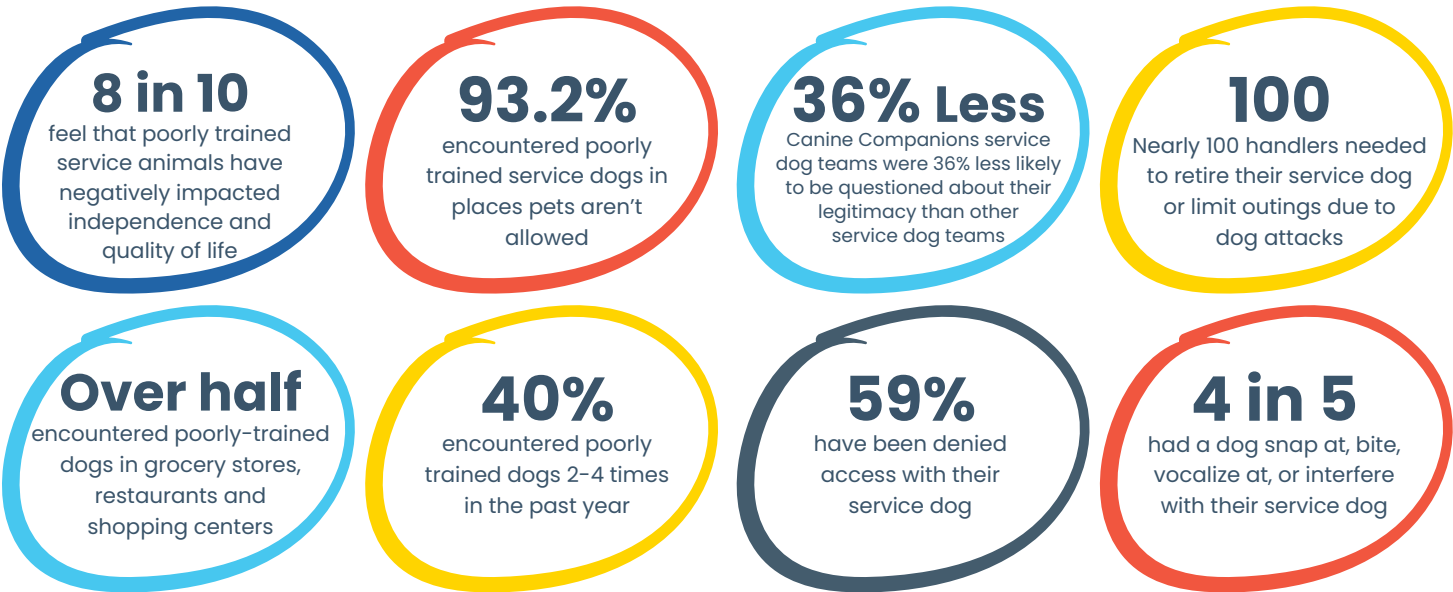 8 in 10
feel that poorly trained
service animals have
negatively impacted
independence and
quality of life
93.2%
encountered poorly
trained service dogs in
places pets aren’t
allowed
36% Less
Canine Companions service
dog teams were 36% less likely
to be questioned about their
legitimacy than other
service dog teams
100
Nearly 100 handlers needed
to retire their service dog
or limit outings due to
dog attacks
Over half
encountered poorly-trained
dogs in grocery stores,
restaurants and
shopping centers
40%
encountered poorly
trained dogs 2-4 times
in the past year
59%
have been denied
access with their
service dog
4 in 5
had a dog snap at, bite,
vocalize at, or interfere
with their service dog